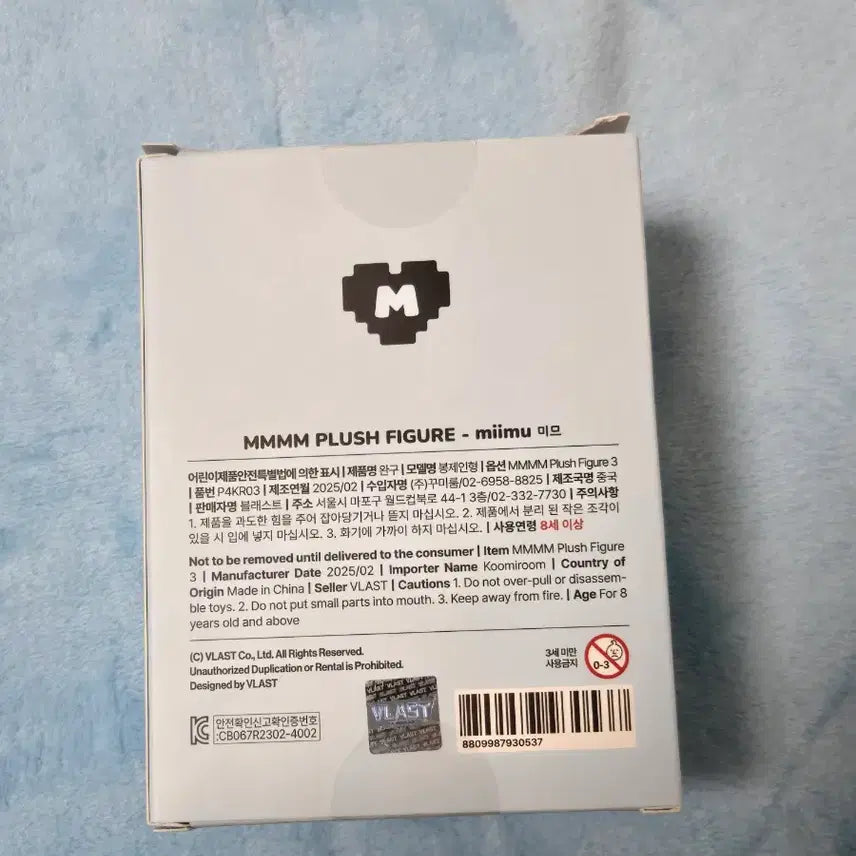 M
MMMM PLUSH FIGURE - miimu 미므
어린이제품안전특별법에 의한 표시 | 제품명 완구 | 모델명 봉제인형 | 옵션 MMMM Plush Figure 3
| 품번 P4KR03 | 제조연월 2025/02 | 수입자명 (주)꾸미룸/02-6958-8825 | 제조국명 중국
| 판매자명 블래스트 | 주소 서울시 마포구 월드컵북로 44-1 3층/02-332-7730 | 주의사항
1. 제품을 과도한 힘을 주어 잡아당기거나 뜯지 마십시오. 2. 제품에서 분리 된 작은 조각이
있을 시 입에 넣지 마십시오. 3. 화기에 가까이 하지 마십시오. | 사용연령 8세 이상
Not to be removed until delivered to the consumer | Item MMMM Plush Figure
3 | Manufacturer Date 2025/02 | Importer Name Koomiroom | Country of
Origin Made in China | Seller VLAST | Cautions 1. Do not over-pull or disassem-
ble toys. 2. Do not put small parts into mouth. 3. Keep away from fire. | Age For 8
years old and above
(C) VLAST Co., Ltd. All Rights Reserved.
Unauthorized Duplication or Rental is Prohibited.
Designed by VLAST
3세 미만
사용금지
0-3
안전확인신고확인증번호
:CB067R2302-4002
VLAST
8809987930537